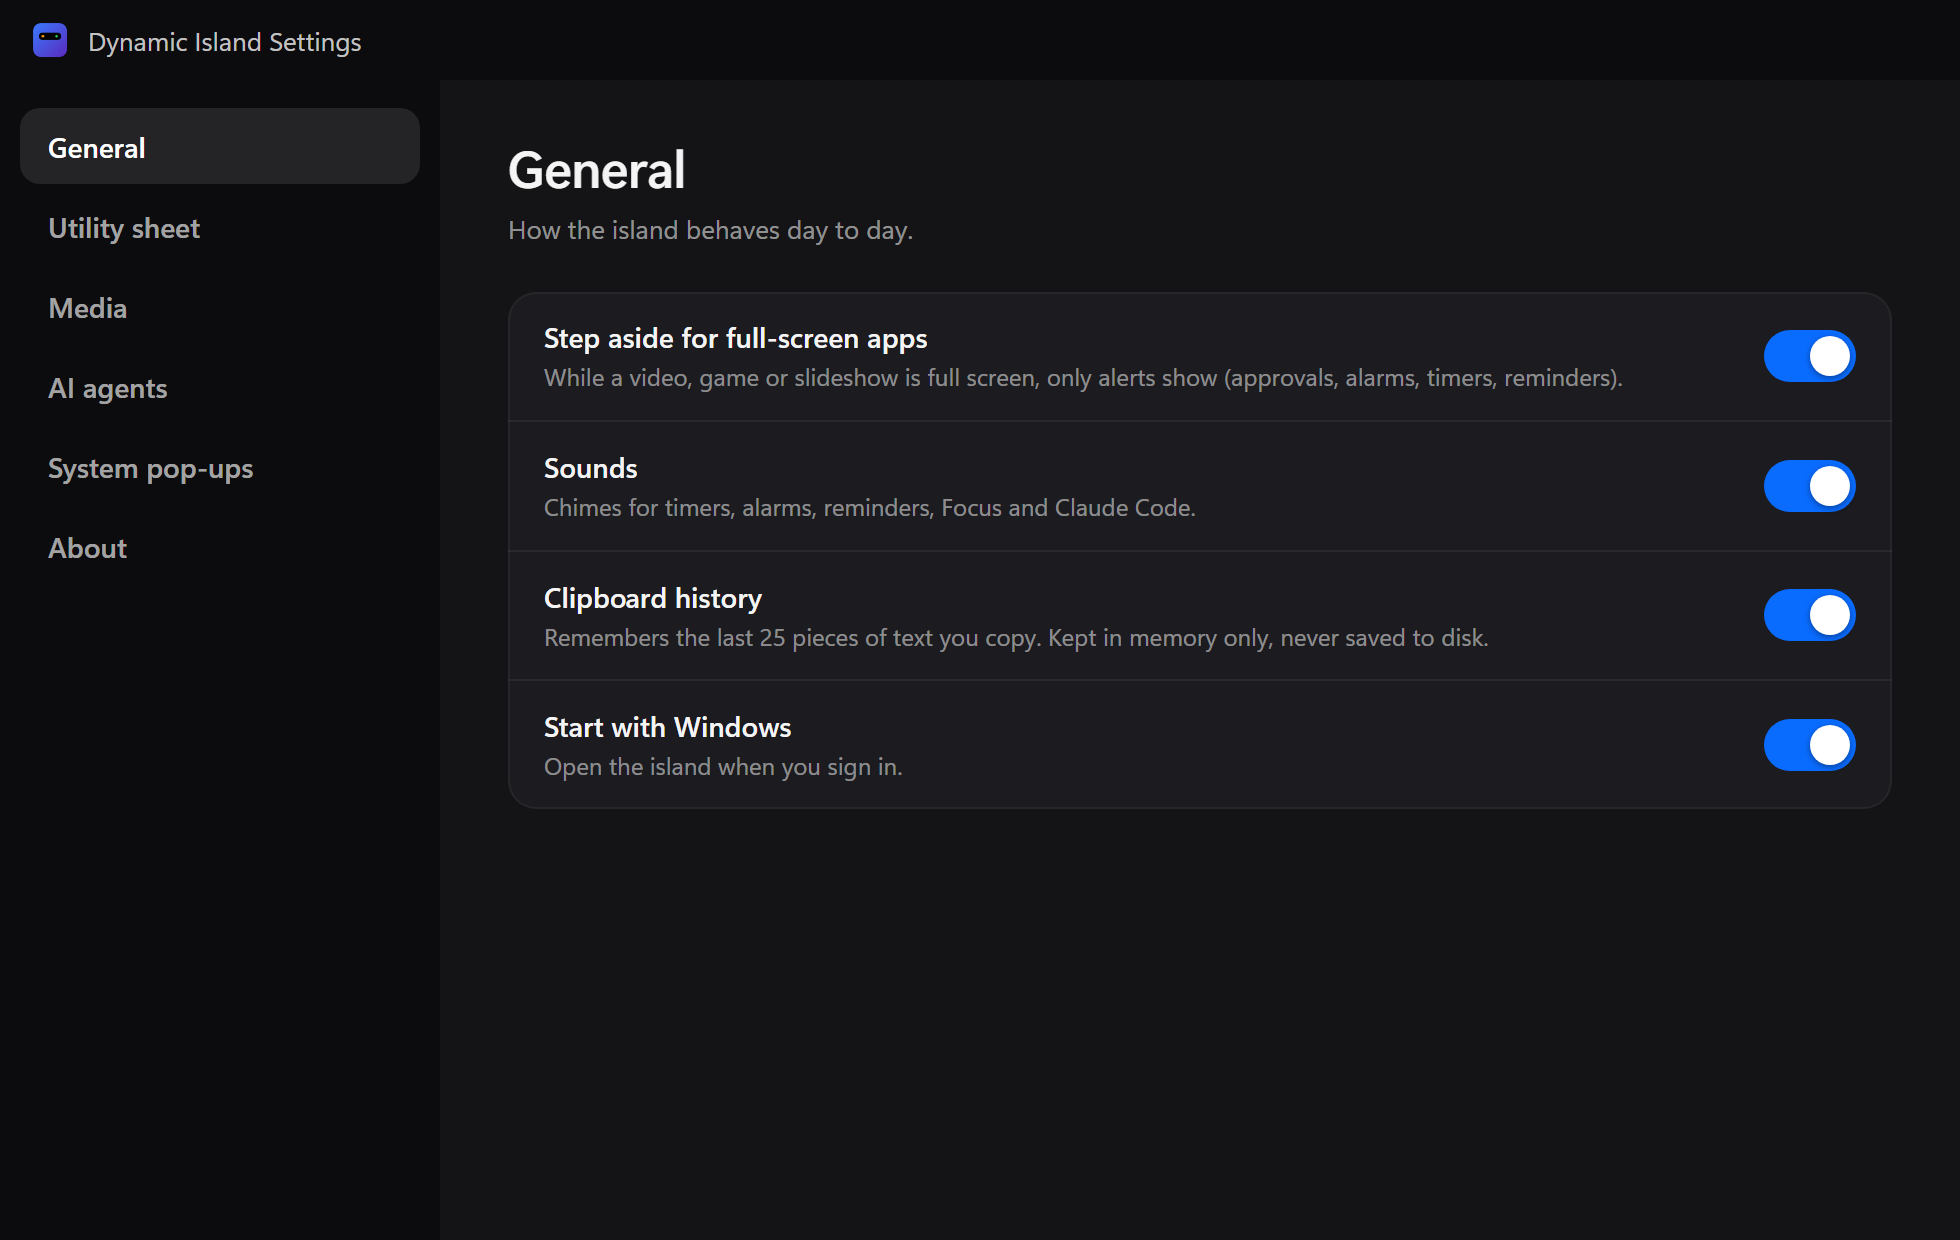 Dynamic Island Settings
General
Utility sheet
Media
AI agents
System pop-ups
About
General
How the island behaves day to day.
Step aside for full-screen apps
While a video, game or slideshow is full screen, only alerts show (approvals, alarms, timers, reminders).
Sounds
Chimes for timers, alarms, reminders, Focus and Claude Code.
Clipboard history
Remembers the last 25 pieces of text you copy. Kept in memory only, never saved to disk.
Start with Windows
Open the island when you sign in.